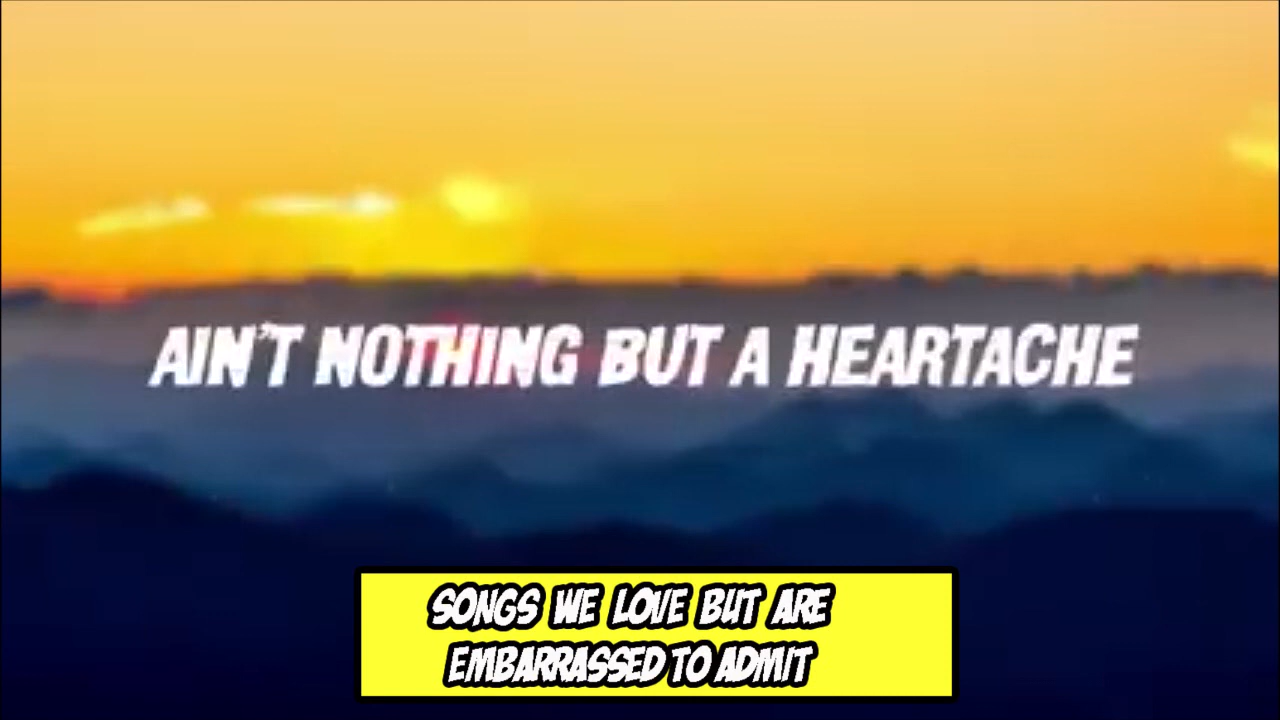 AIN'T NOTHING BUT A HEARTACHE
SONGS WE LOVE BUT ARE
EMBARRASSED TO ADMIT